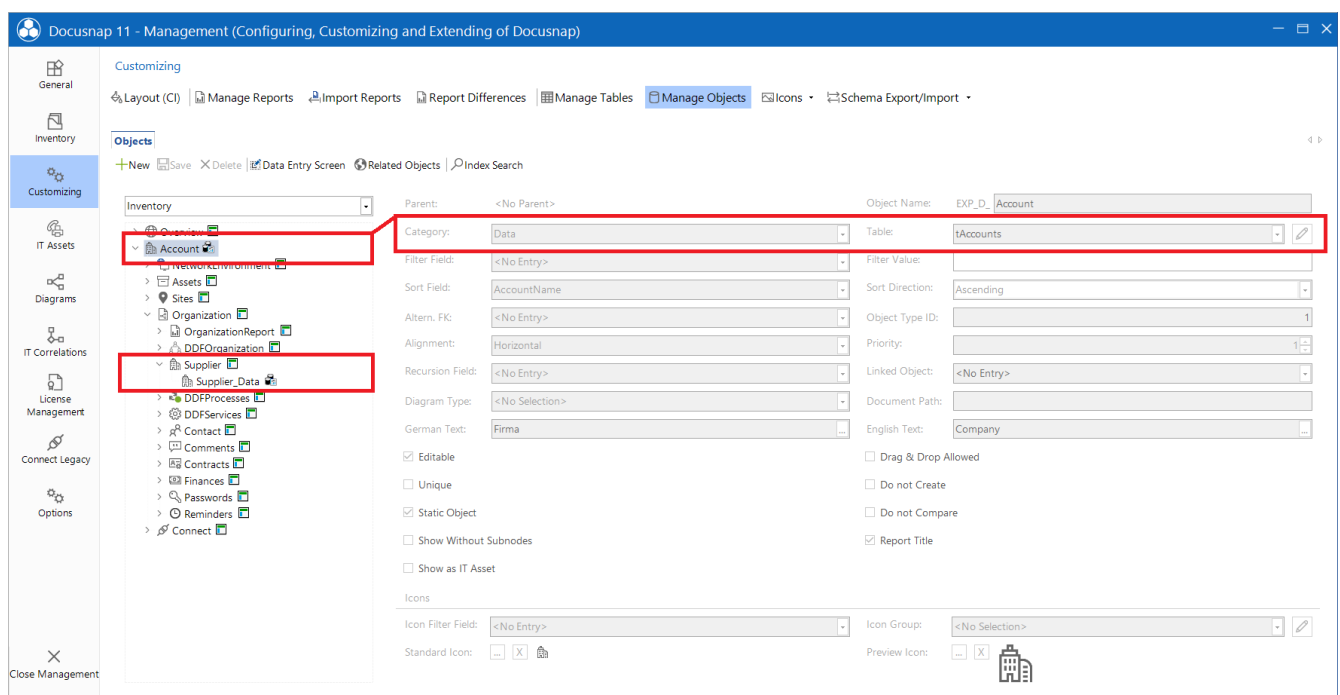 Docusnap 11 - Management (Configuring, Customizing and Extending of Docusnap)
General
Inventory
Customizing
IT Assets
Diagrams
IT Correlations
License
Management
Connect Legacy
Options
Close Management
Customizing
Layout (CI) Manage Reports Import Reports Report Differences Manage Tables Manage Objects Icons Schema Export/Import
Objects
New Save Delete Data Entry Screen Related Objects Index Search
Inventory
Overview
Account
NetworkEnvironment
Assets
Sites
Organization
OrganizationReport
DDFOrganization
Supplier
Supplier_Data
DDFProcesses
DDFServices
Contact
Comments
Contracts
Finances
Passwords
Reminders
Connect
Parent: <No Parent> Object Name: EXP_D_ Account
Category: Data Table: tAccounts
Filter Field: <No Entry> Filter Value:
Sort Field: AccountName Sort Direction: Ascending
Altern. FK: <No Entry> Object Type ID: 1
Alignment: Horizontal Priority: 1
Recursion Field: <No Entry> Linked Object: <No Entry>
Diagram Type: <No Selection> Document Path:
German Text: Firma ... English Text: Company ...
Editable Drag & Drop Allowed
Unique Do not Create
Static Object Do not Compare
Show Without Subnodes Report Title
Show as IT Asset
Icons
Icon Filter Field: <No Entry> Icon Group: <No Selection>
Standard Icon: ... X Preview Icon: ... X